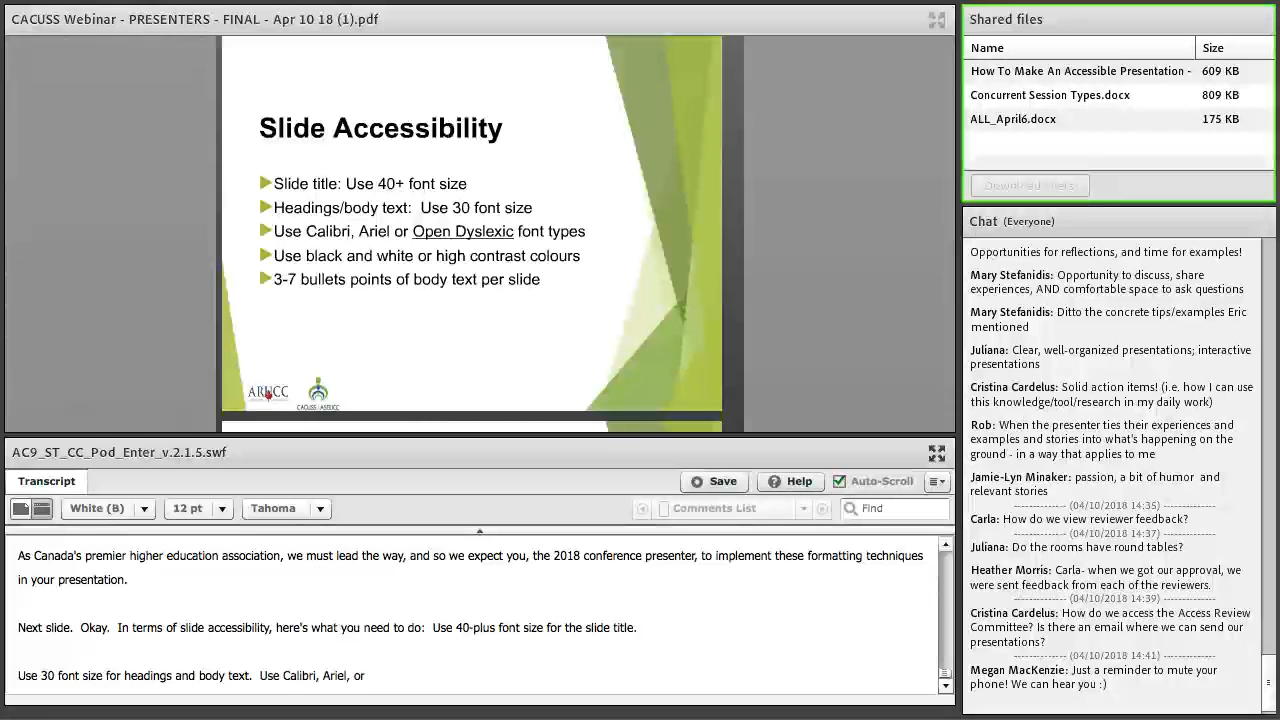 CACUSS Webinar - PRESENTERS - FINAL - Apr 10 18 (1).pdf
Slide Accessibility
Slide title: Use 40+ font size
Headings/body text:  Use 30 font size
Use Calibri, Ariel or Open Dyslexic font types
Use black and white or high contrast colours
3-7 bullets points of body text per slide
ARUCC
CACUSS | ASEUCC
AC9_ST_CC_Pod_Enter_v.2.1.5.swf
Transcript
Save
Help
Auto-Scroll
White (B)
12 pt
Tahoma
Comments List
Find
As Canada's premier higher education association, we must lead the way, and so we expect you, the 2018 conference presenter, to implement these formatting techniques
in your presentation.
Next slide.  Okay.  In terms of slide accessibility, here's what you need to do:  Use 40-plus font size for the slide title.
Use 30 font size for headings and body text.  Use Calibri, Ariel, or
Shared files
Name
Size
How To Make An Accessible Presentation -
609 KB
Concurrent Session Types.docx
809 KB
ALL_April6.docx
175 KB
Download File(s)
Chat (Everyone)
Opportunities for reflections, and time for examples!
Mary Stefanidis: Opportunity to discuss, share
experiences, AND comfortable space to ask questions
Mary Stefanidis: Ditto the concrete tips/examples Eric
mentioned
Juliana: Clear, well-organized presentations; interactive
presentations
Cristina Cardelus: Solid action items! (i.e. how I can use
this knowledge/tool/research in my daily work)
Rob: When the presenter ties their experiences and
examples and stories into what's happening on the
ground - in a way that applies to me
Jamie-Lyn Minaker: passion, a bit of humor  and
relevant stories
--------------- (04/10/2018 14:35) --------------
Carla: How do we view reviewer feedback?
--------------- (04/10/2018 14:37) --------------
Juliana: Do the rooms have round tables?
Heather Morris: Carla- when we got our approval, we
were sent feedback from each of the reviewers.
--------------- (04/10/2018 14:39) --------------
Cristina Cardelus: How do we access the Access Review
Committee? Is there an email where we can send our
presentations?
--------------- (04/10/2018 14:41) --------------
Megan MacKenzie: Just a reminder to mute your
phone! We can hear you :)